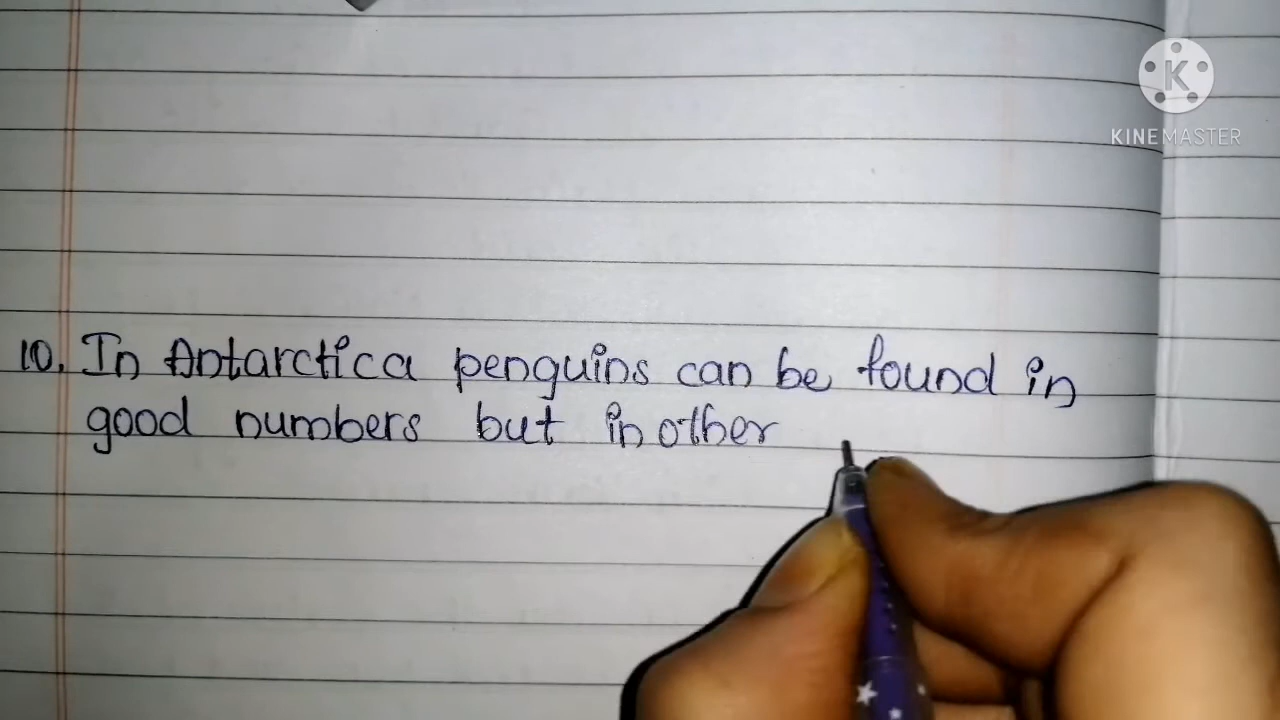 K
KINEMASTER
10. In Antarctica penguins can be found in
good numbers but in other